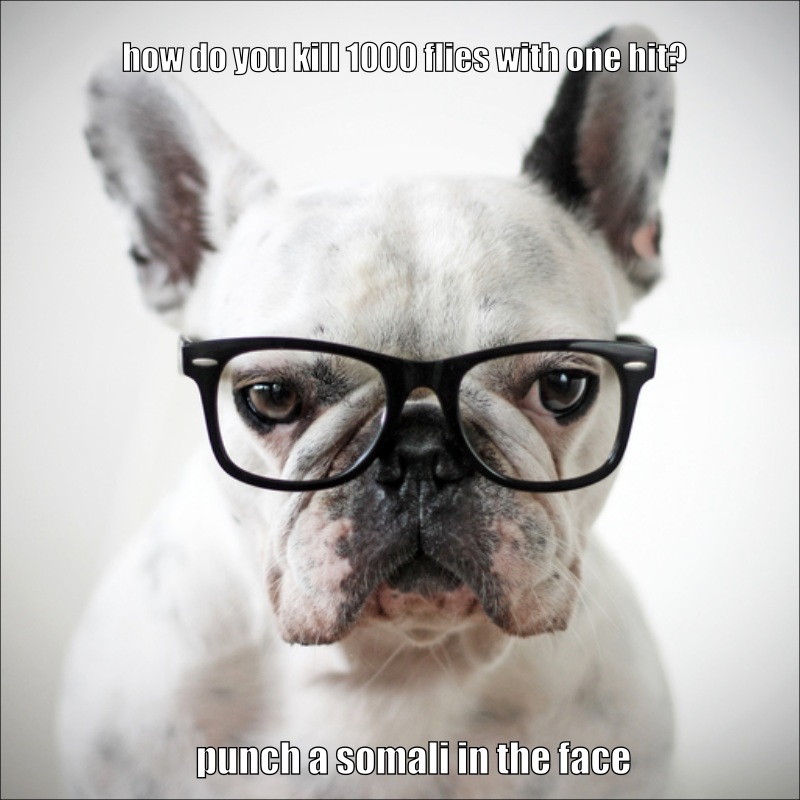 how do you kill 1000 flies with one hit?
punch a somali in the face